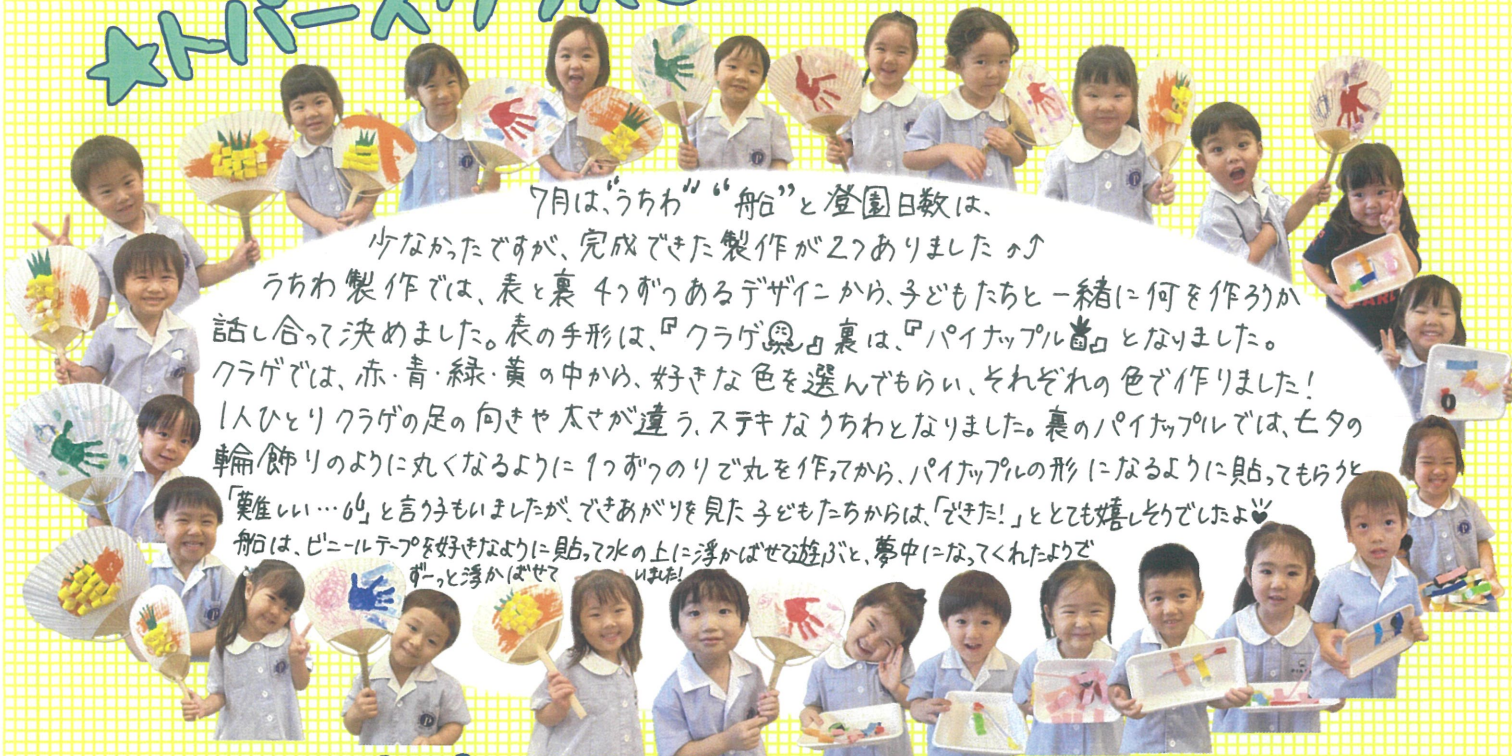 ★トパーズクラス
7月は、"うちわ" "船"と登園日数は、
少なかったですが、完成できた製作が2つありました
うちわ製作では、表と裏 4つずつあるデザインから、子どもたちと一緒に何を作ろうか
話し合って決めました。表の手形は、『クラゲ』裏は、『パイナップル』となりました。
クラゲでは、赤・青・緑・黄の中から、好きな色を選んでもらい、それぞれの色で作りました!
1人ひとりクラゲの足の向きや太さが違う、ステキなうちわとなりました。裏のパイナップルでは、七夕の
輪飾りのように丸くなるように1つずつのりで丸を作ってから、パイナップルの形になるように貼ってもらうと
「難しい…」と言う子もいましたが、できあがりを見た子どもたちからは、「できた!」ととても嬉しそうでしたよ
船は、ビニールテープを好きなように貼って水の上に浮かばせて遊ぶと、夢中になってくれたようで
ずーっと浮かばせて いました!